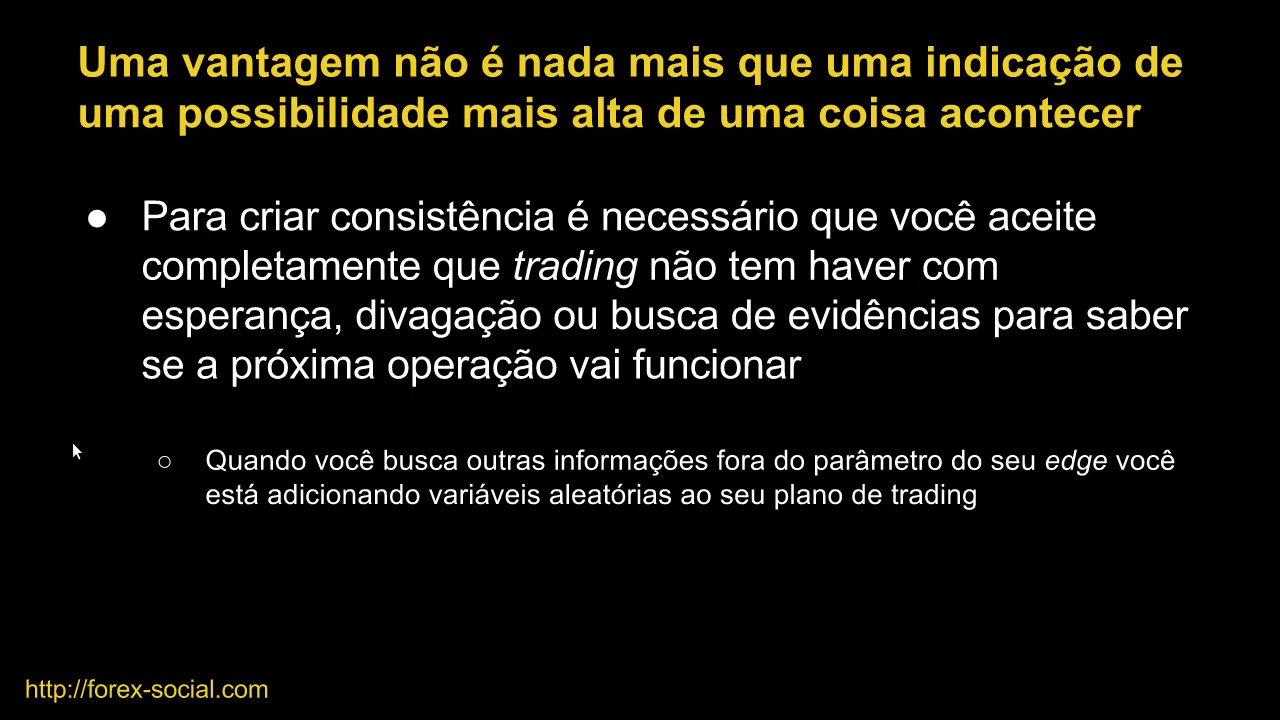 Uma vantagem não é nada mais que uma indicação de
uma possibilidade mais alta de uma coisa acontecer
● Para criar consistência é necessário que você aceite
completamente que trading não tem haver com
esperança, divagação ou busca de evidências para saber
se a próxima operação vai funcionar
○ Quando você busca outras informações fora do parâmetro do seu edge você
está adicionando variáveis aleatórias ao seu plano de trading
http://forex-social.com